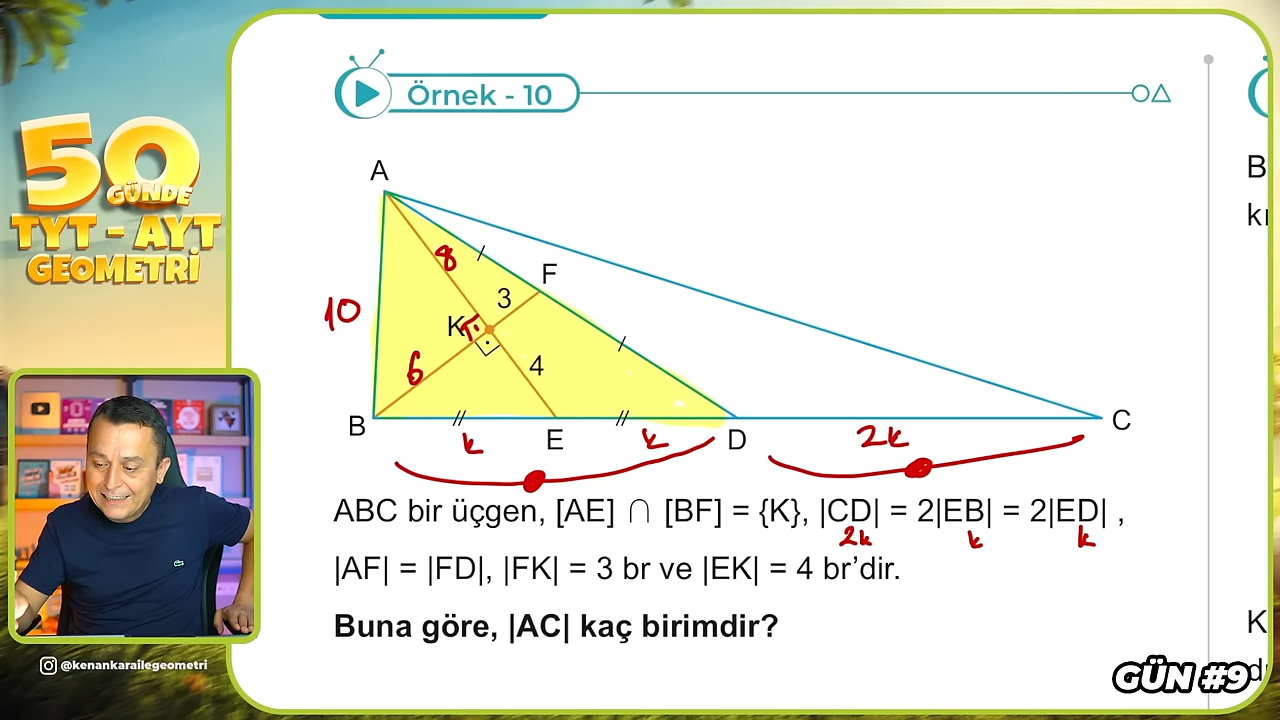 50
GÜNDE
TYT - AYT
GEOMETRİ
Örnek - 10
A
8
F
3
10
K
6
4
B
E
D
C
k
k
2k
ABC bir üçgen, [AE] ∩ [BF] = {K}, |CD| = 2|EB| = 2|ED| ,
2k k k
|AF| = |FD|, |FK| = 3 br ve |EK| = 4 br’dir.
Buna göre, |AC| kaç birimdir?
B
K
@kenankarailegeometri
GÜN #9